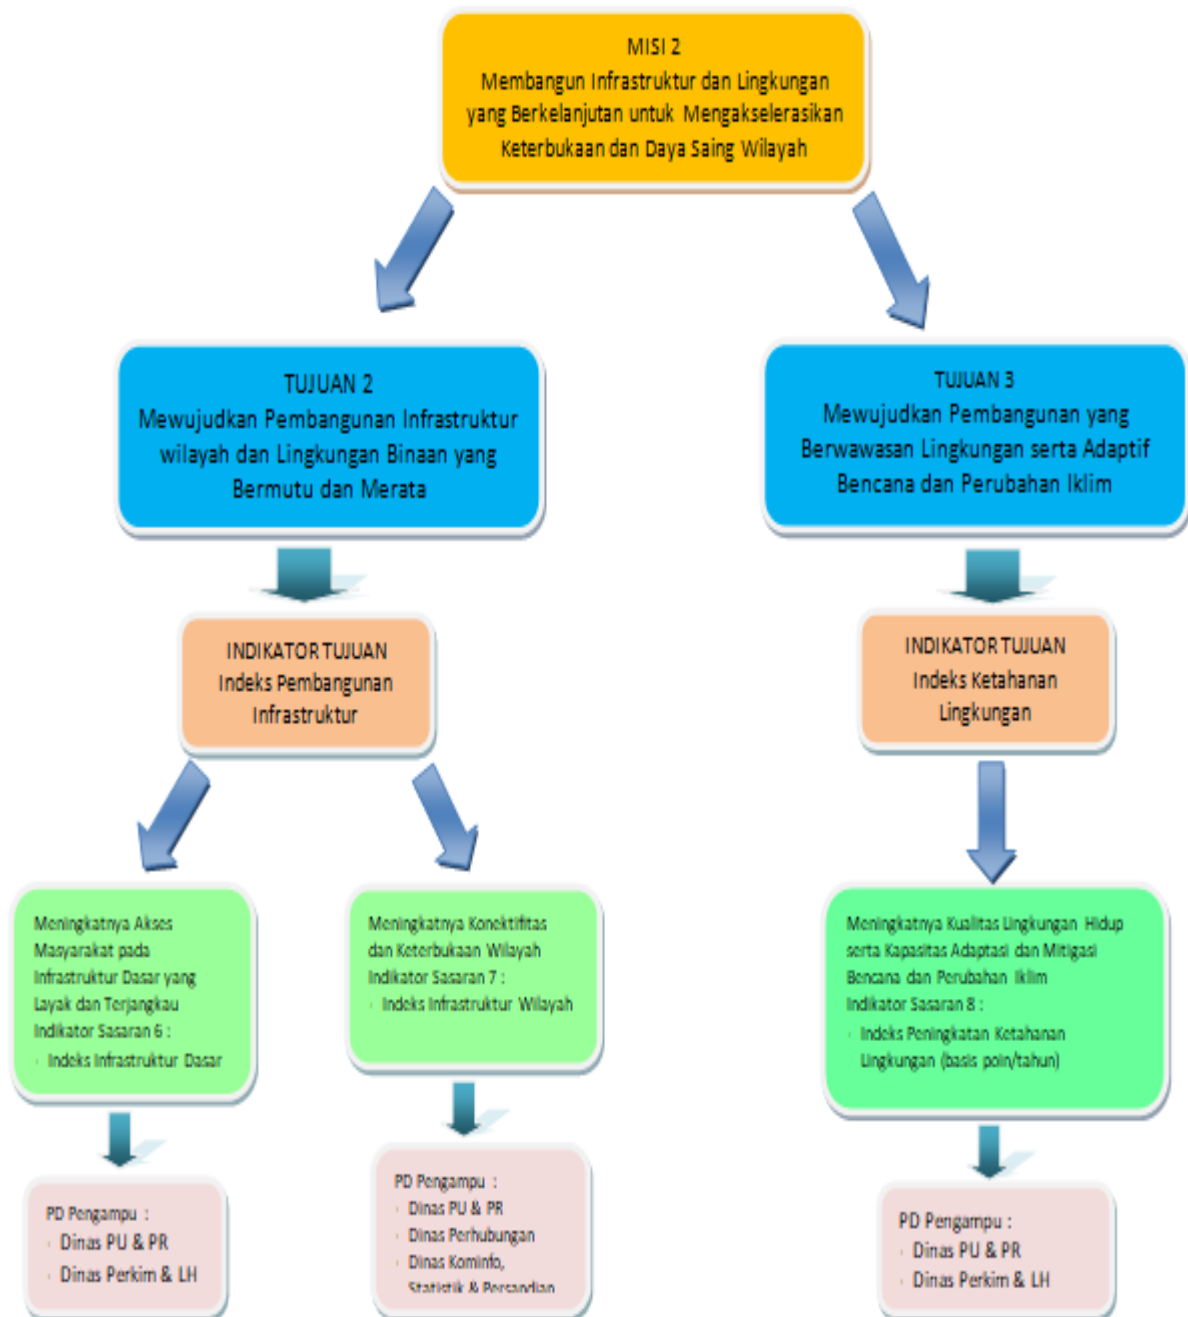 MISI 2
Membangun Infrastruktur dan Lingkungan
yang Berkelanjutan untuk Mengakselerasikan
Keterbukaan dan Daya Saing Wilayah
TUJUAN 2
Mewujudkan Pembangunan Infrastruktur
wilayah dan Lingkungan Binaan yang
Bermutu dan Merata
TUJUAN 3
Mewujudkan Pembangunan yang
Berwawasan Lingkungan serta Adaptif
Bencana dan Perubahan Iklim
INDIKATOR TUJUAN
Indeks Pembangunan
Infrastruktur
INDIKATOR TUJUAN
Indeks Ketahanan
Lingkungan
Meningkatnya Akses
Masyarakat pada
Infrastruktur Dasar yang
Layak dan Terjangkau
Indikator Sasaran 6 :
Indeks Infrastruktur Dasar
Meningkatnya Konektifitas
dan Keterbukaan Wilayah
Indikator Sasaran 7 :
Indeks Infrastruktur Wilayah
Meningkatnya Kualitas Lingkungan Hidup
serta Kapasitas Adaptasi dan Mitigasi
Bencana dan Perubahan Iklim
Indikator Sasaran 8 :
Indeks Peningkatan Ketahanan
Lingkungan (basis poin/tahun)
PD Pengampu :
Dinas PU & PR
Dinas Perkim & LH
PD Pengampu :
Dinas PU & PR
Dinas Perhubungan
Dinas Kominfo,
Statistik & Persandian
PD Pengampu :
Dinas PU & PR
Dinas Perkim & LH